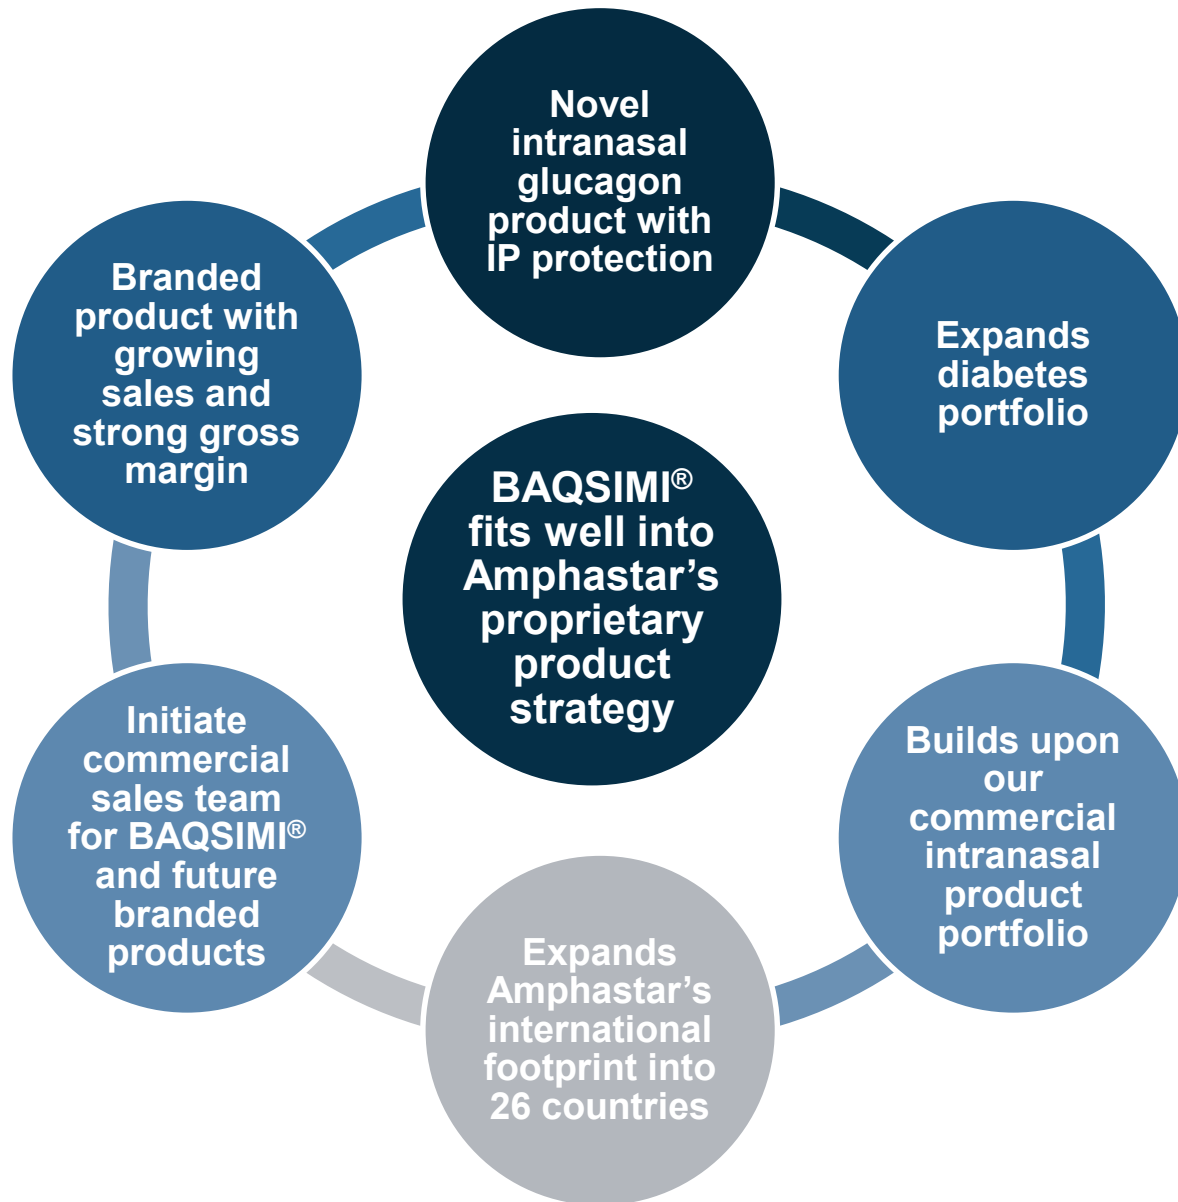 Novel
intranasal
glucagon
product with
IP protection
Expands
diabetes
portfolio
Builds upon
our
commercial
intranasal
product
portfolio
Expands
Amphastar’s
international
footprint into
26 countries
Initiate
commercial
sales team
for BAQSIMI®
and future
branded
products
Branded
product with
growing
sales and
strong gross
margin
BAQSIMI®
fits well into
Amphastar’s
proprietary
product
strategy